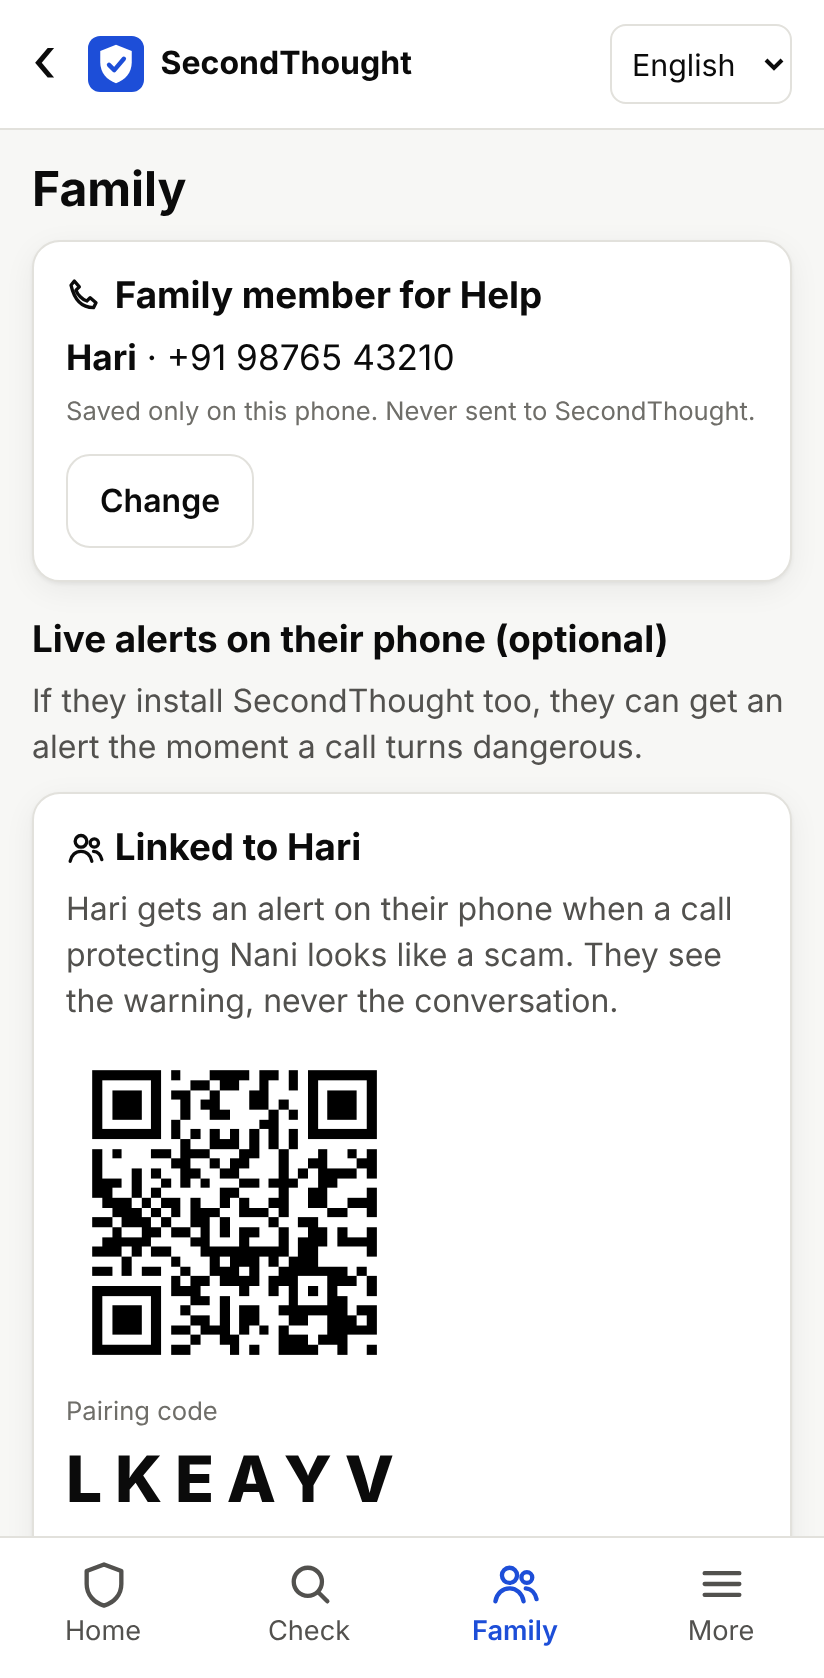 SecondThought
English
Family
Family member for Help
Hari · +91 98765 43210
Saved only on this phone. Never sent to SecondThought.
Change
Live alerts on their phone (optional)
If they install SecondThought too, they can get an
alert the moment a call turns dangerous.
Linked to Hari
Hari gets an alert on their phone when a call
protecting Nani looks like a scam. They see
the warning, never the conversation.
Pairing code
LKEAYV
Home
Check
Family
More